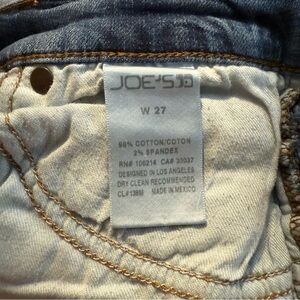 JOE'S
W 27
98% COTTON/COTON
2% SPANDEX
RN# 106214 CA# 30037
DESIGNED IN LOS ANGELES
DRY CLEAN RECOMMENDED
MADE IN MEXICO